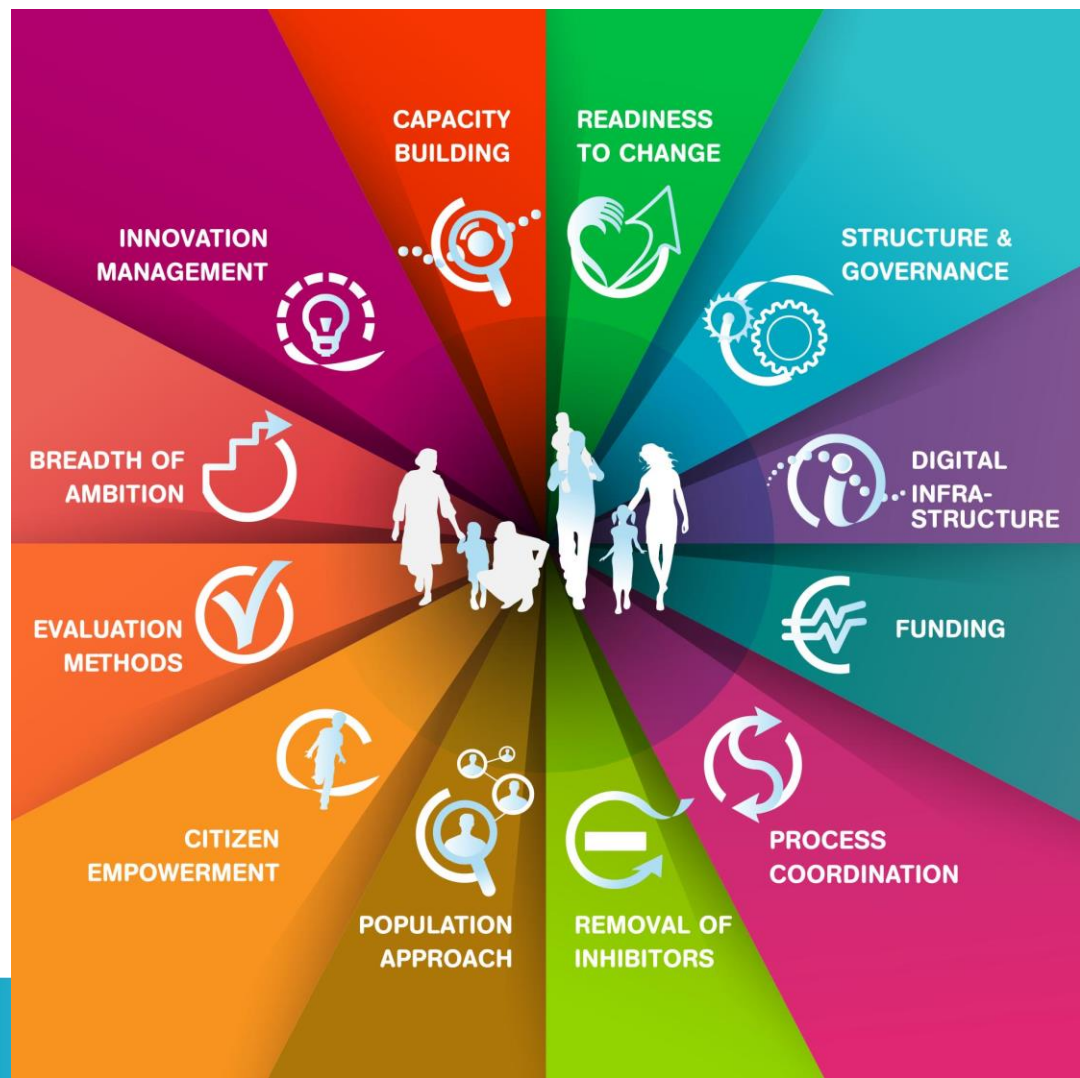 CAPACITY
BUILDING
READINESS
TO CHANGE
STRUCTURE &
GOVERNANCE
DIGITAL
INFRA-
STRUCTURE
FUNDING
PROCESS
COORDINATION
REMOVAL OF
INHIBITORS
POPULATION
APPROACH
CITIZEN
EMPOWERMENT
EVALUATION
METHODS
BREADTH OF
AMBITION
INNOVATION
MANAGEMENT